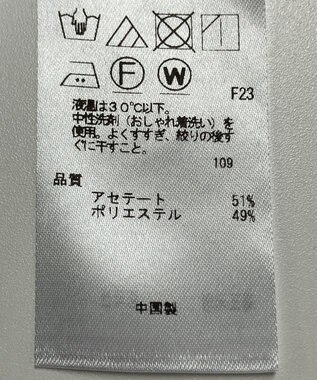 F W
F23
液温は30℃以下。
中性洗剤(おしゃれ着洗い)を
使用。よくすすぎ、絞りの後す
ぐに干すこと。
109
品質
アセテート 51%
ポリエステル 49%
中国製